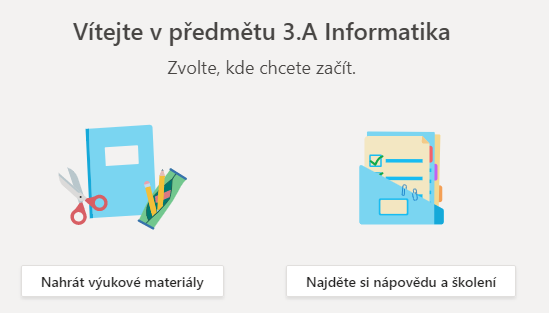 Vítejte v předmětu 3.A Informatika
Zvolte, kde chcete začít.
Nahrát výukové materiály
Najděte si nápovědu a školení